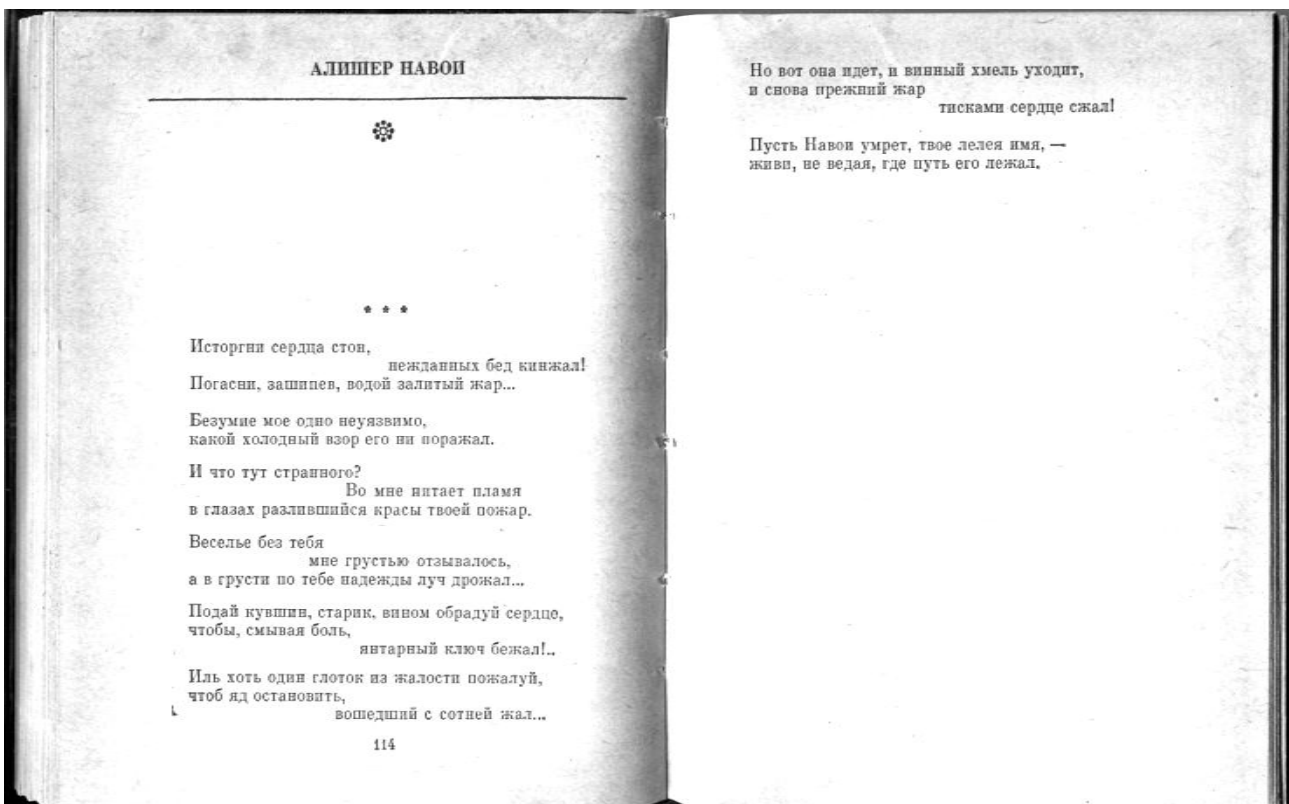 АЛИШЕР НАВОИ
* * *
Исторгни сердца стон,
нежданных бед кинжал!
Погасни, зашипев, водой залитый жар...
Безумие мое одно неуязвимо,
какой холодный взор его ни поражал.
И что тут странного?
Во мне питает пламя
в глазах разлившийся красы твоей пожар.
Веселье без тебя
мне грустью отзывалось,
а в грусти по тебе надежды луч дрожал...
Подай кувшин, старик, вином обрадуй сердце,
чтобы, смывая боль,
янтарный ключ бежал!..
Иль хоть один глоток из жалости пожалуй,
чтоб яд остановить,
вошедший с сотней жал...
114
Но вот она идет, и винный хмель уходит,
и снова прежний жар
тисками сердце сжал!
Пусть Навои умрет, твое лелея имя, —
живи, не ведая, где путь его лежал.